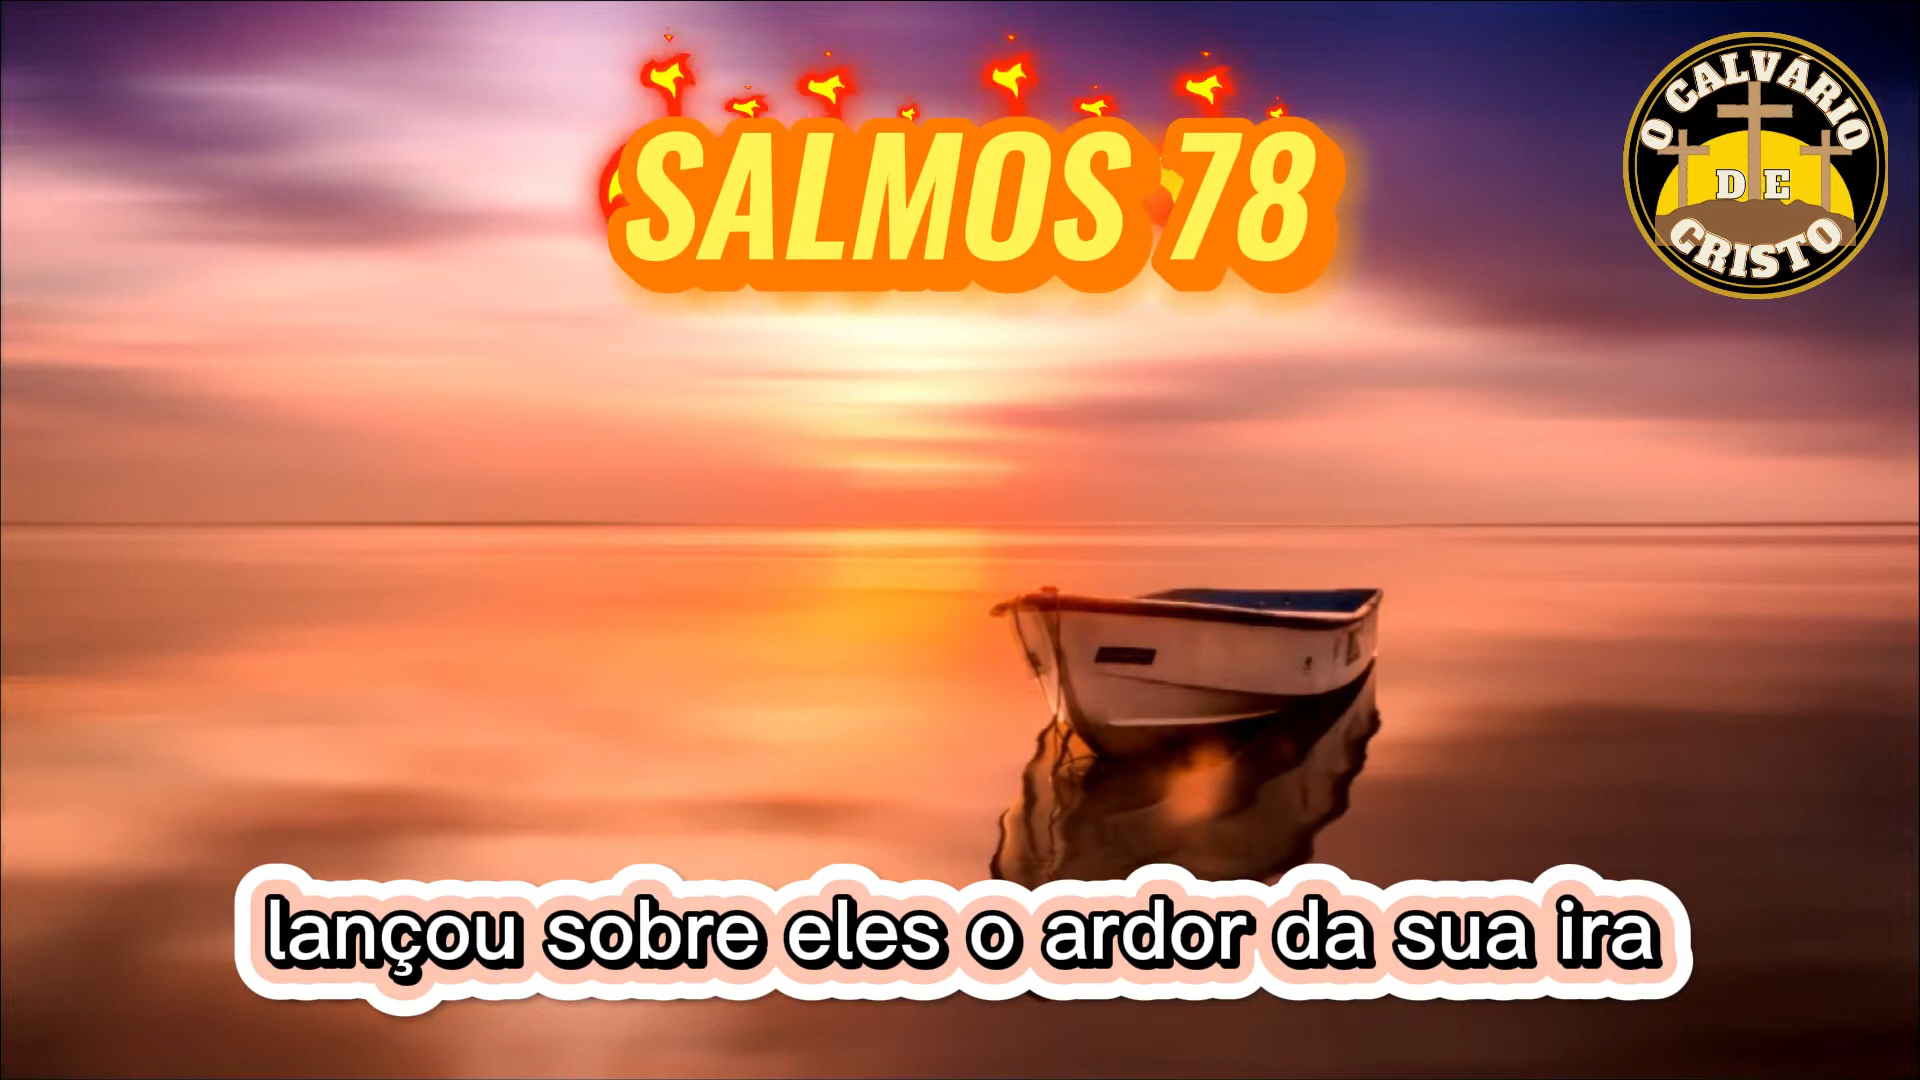 SALMOS 78
O CALVÁRIO
DE
CRISTO
lançou sobre eles o ardor da sua ira